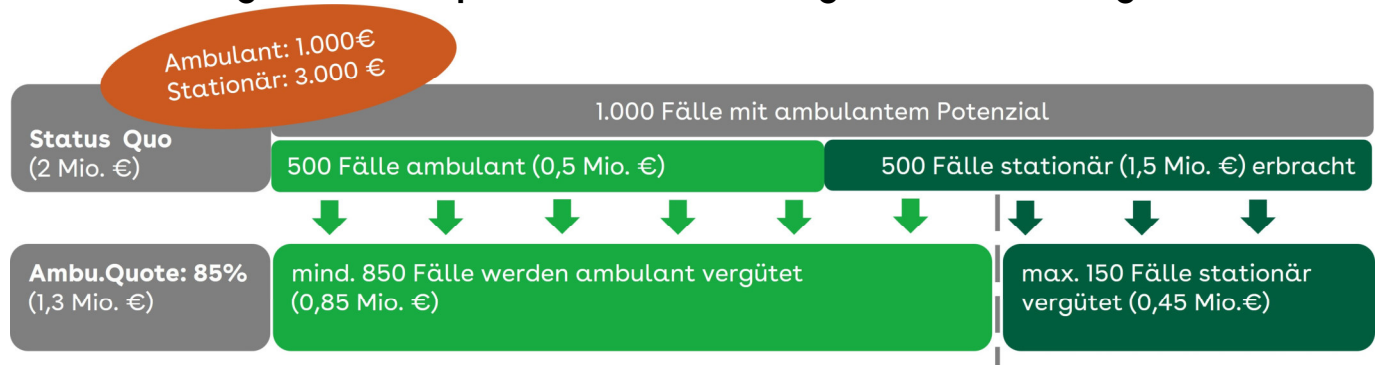 Ambulant: 1.000€
Stationär: 3.000 €
1.000 Fälle mit ambulantem Potenzial
Status Quo
(2 Mio. €)
500 Fälle ambulant (0,5 Mio. €)
500 Fälle stationär (1,5 Mio. €) erbracht
Ambu.Quote: 85%
(1,3 Mio. €)
mind. 850 Fälle werden ambulant vergütet
(0,85 Mio. €)
max. 150 Fälle stationär
vergütet (0,45 Mio.€)